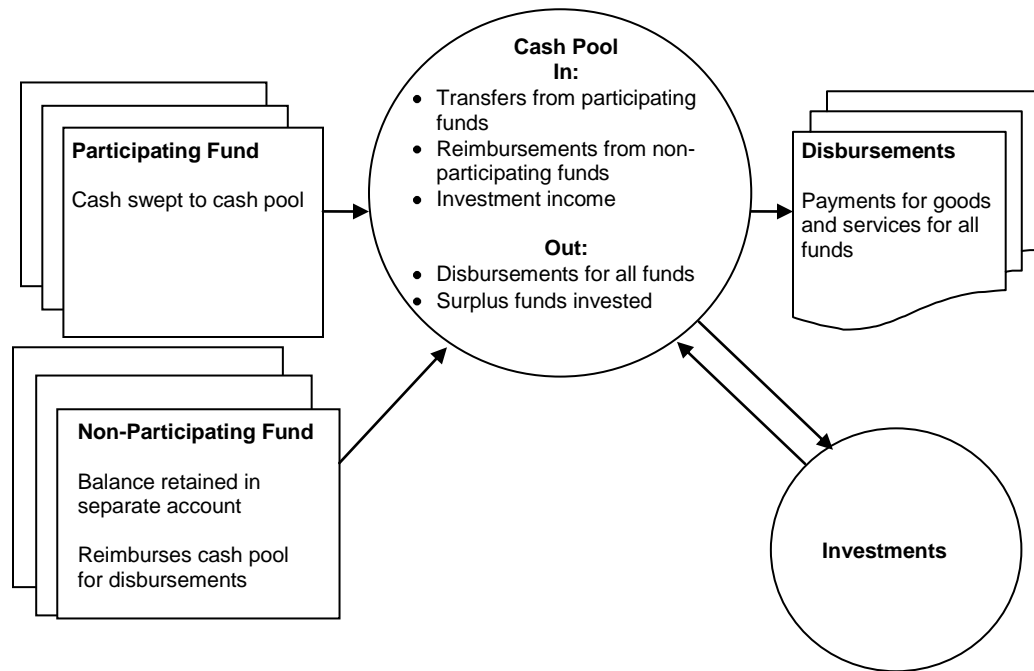 Participating Fund
Cash swept to cash pool
Non-Participating Fund
Balance retained in
separate account
Reimburses cash pool
for disbursements
Cash Pool
In:
• Transfers from participating
funds
• Reimbursements from non-
participating funds
• Investment income
Out:
• Disbursements for all funds
• Surplus funds invested
Disbursements
Payments for goods
and services for all
funds
Investments